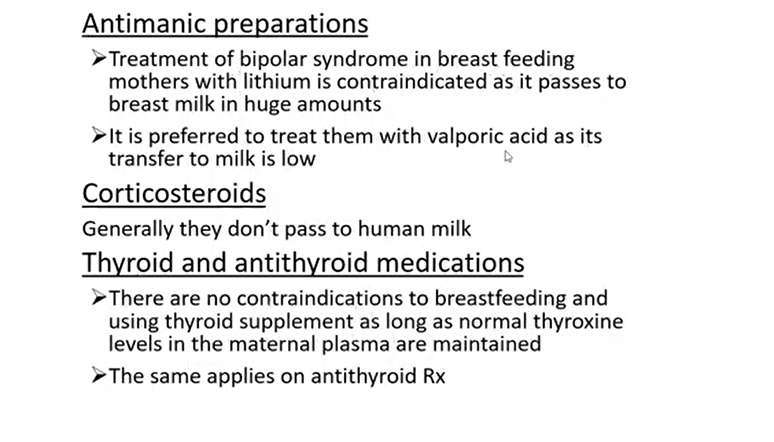 Antimanic preparations
➢Treatment of bipolar syndrome in breast feeding
mothers with lithium is contraindicated as it passes to
breast milk in huge amounts
➢It is preferred to treat them with valporic acid as its
transfer to milk is low
Corticosteroids
Generally they don't pass to human milk
Thyroid and antithyroid medications
➢There are no contraindications to breastfeeding and
using thyroid supplement as long as normal thyroxine
levels in the maternal plasma are maintained
➢The same applies on antithyroid Rx